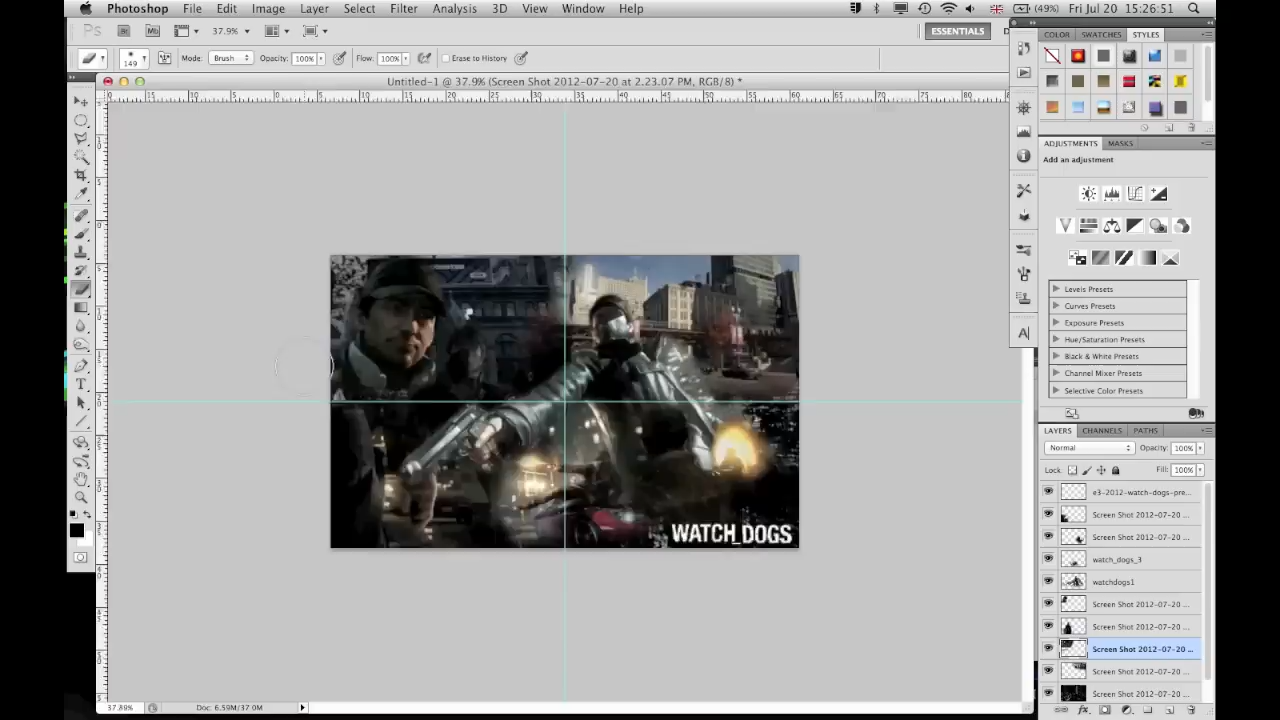 Photoshop File Edit Image Layer Select Filter Analysis 3D View Window Help (49%) Fri Jul 20 15:26:51
Ps Br Mb 37.9% ESSENTIALS
149 Mode: Brush Opacity: 100% Flow: 100% Erase to History
Untitled-1 @ 37.9% (Screen Shot 2012-07-20 at 2.23.07 PM, RGB/8) *
COLOR SWATCHES STYLES
ADJUSTMENTS MASKS
Add an adjustment
Levels Presets
Curves Presets
Exposure Presets
Hue/Saturation Presets
Black & White Presets
Channel Mixer Presets
Selective Color Presets
LAYERS CHANNELS PATHS
Normal Opacity: 100%
Lock: Fill: 100%
e3-2012-watch-dogs-pre...
Screen Shot 2012-07-20 ...
Screen Shot 2012-07-20 ...
watch_dogs_3
watchdogs1
Screen Shot 2012-07-20 ...
Screen Shot 2012-07-20 ...
Screen Shot 2012-07-20 ...
Screen Shot 2012-07-20 ...
Screen Shot 2012-07-20 ...
WATCH_DOGS
37.89% Doc: 6.59M/37.0M